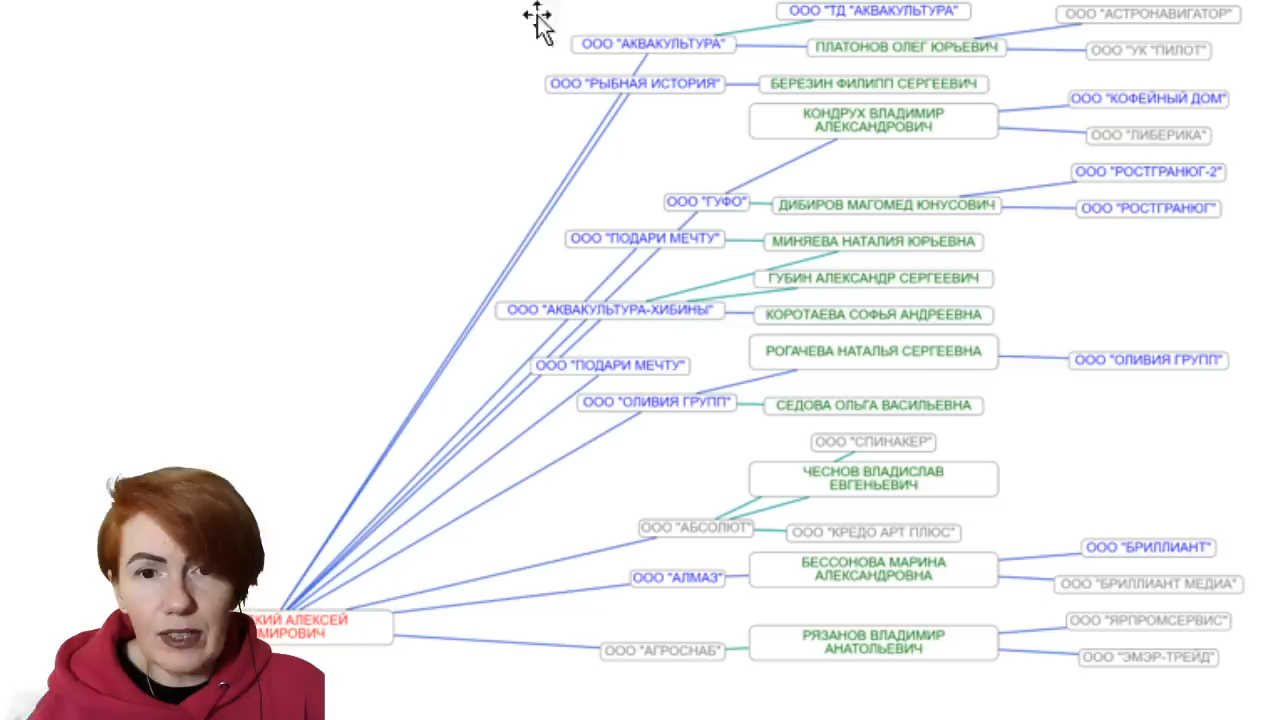 ООО "ТД "АКВАКУЛЬТУРА"
ООО "АСТРОНАВИГАТОР"
ООО "АКВАКУЛЬТУРА"
ПЛАТОНОВ ОЛЕГ ЮРЬЕВИЧ
ООО "УК "ПИЛОТ"
ООО "РЫБНАЯ ИСТОРИЯ"
БЕРЕЗИН ФИЛИПП СЕРГЕЕВИЧ
КОНДРУХ ВЛАДИМИР
АЛЕКСАНДРОВИЧ
ООО "КОФЕЙНЫЙ ДОМ"
ООО "ЛИБЕРИКА"
ООО "РОСТГРАНЮГ-2"
ООО "ГУФО"
ДИБИРОВ МАГОМЕД ЮНУСОВИЧ
ООО "РОСТГРАНЮГ"
ООО "ПОДАРИ МЕЧТУ"
МИНЯЕВА НАТАЛИЯ ЮРЬЕВНА
ГУБИН АЛЕКСАНДР СЕРГЕЕВИЧ
ООО "АКВАКУЛЬТУРА-ХИБИНЫ"
КОРОТАЕВА СОФЬЯ АНДРЕЕВНА
РОГАЧЕВА НАТАЛЬЯ СЕРГЕЕВНА
ООО "ОЛИВИЯ ГРУПП"
ООО "ПОДАРИ МЕЧТУ"
ООО "ОЛИВИЯ ГРУПП"
СЕДОВА ОЛЬГА ВАСИЛЬЕВНА
ООО "СПИНАКЕР"
ЧЕСНОВ ВЛАДИСЛАВ
ЕВГЕНЬЕВИЧ
ООО "АБСОЛЮТ"
ООО "КРЕДО АРТ ПЛЮС"
ООО "БРИЛЛИАНТ"
БЕССОНОВА МАРИНА
АЛЕКСАНДРОВНА
ООО "АЛМАЗ"
ООО "БРИЛЛИАНТ МЕДИА"
КИЙ АЛЕКСЕЙ
МИРОВИЧ
ООО "ЯРПРОМСЕРВИС"
РЯЗАНОВ ВЛАДИМИР
АНАТОЛЬЕВИЧ
ООО "АГРОСНАБ"
ООО "ЭМЭР-ТРЕЙД"